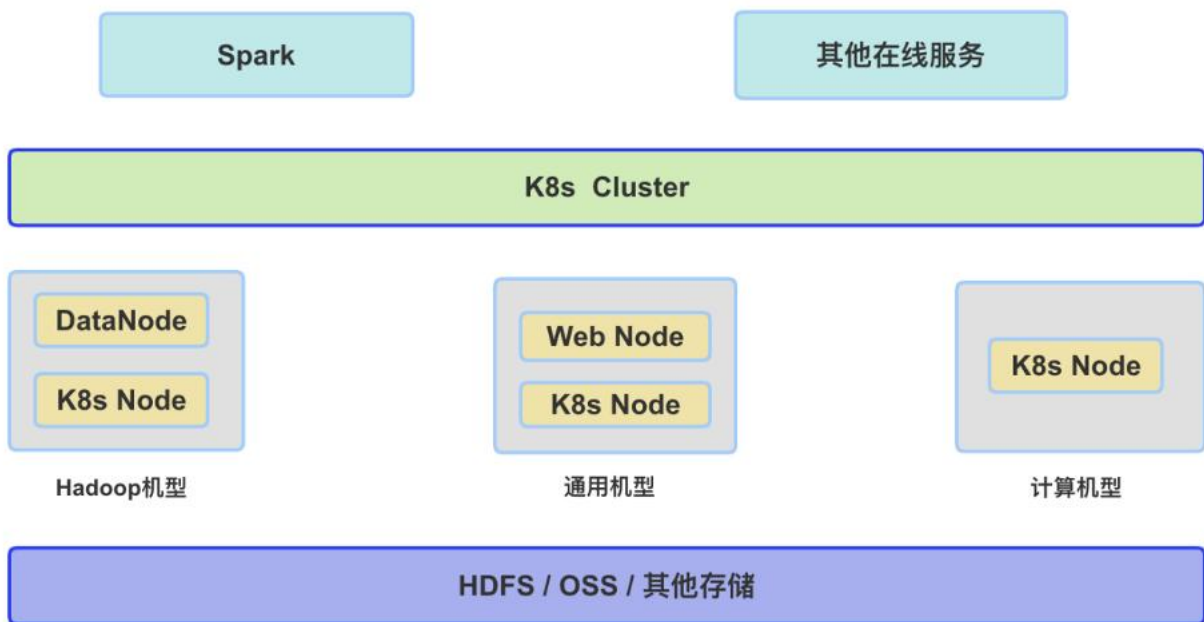 Spark
其他在线服务
K8s Cluster
DataNode
K8s Node
Web Node
K8s Node
K8s Node
Hadoop机型
通用机型
计算机型
HDFS / OSS / 其他存储